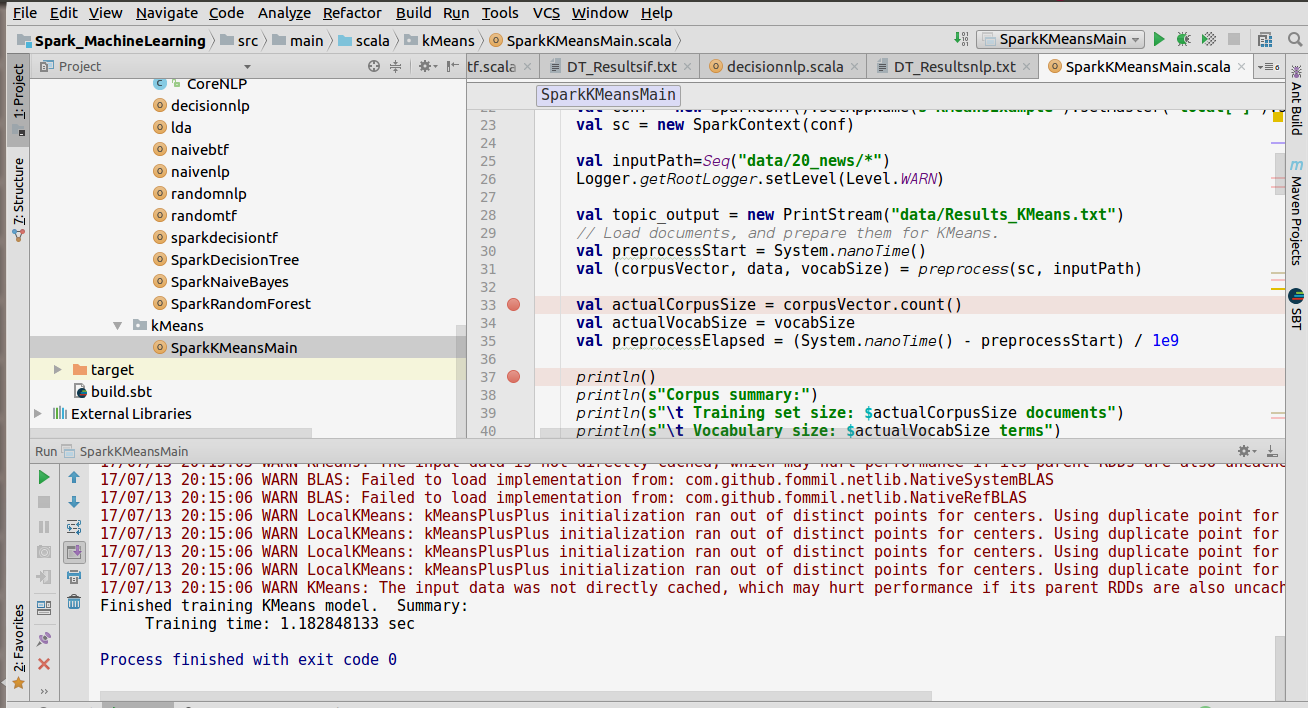 File Edit View Navigate Code Analyze Refactor Build Run Tools VCS Window Help
Spark_MachineLearning src main scala kMeans SparkKMeansMain.scala SparkKMeansMain
Project
tf.scala DT_Resultsif.txt decisionnlp.scala DT_Resultsnlp.txt SparkKMeansMain.scala 6
1: Project
7: Structure
2: Favorites
CoreNLP
decisionnlp
lda
naivebtf
naivenlp
randomnlp
randomtf
sparkdecisiontf
SparkDecisionTree
SparkNaiveBayes
SparkRandomForest
kMeans
SparkKMeansMain
target
build.sbt
External Libraries
SparkKMeansMain
23 val sc = new SparkContext(conf)
24
25 val inputPath=Seq("data/20_news/*")
26 Logger.getRootLogger.setLevel(Level.WARN)
27
28 val topic_output = new PrintStream("data/Results_KMeans.txt")
29 // Load documents, and prepare them for KMeans.
30 val preprocessStart = System.nanoTime()
31 val (corpusVector, data, vocabSize) = preprocess(sc, inputPath)
32
33 val actualCorpusSize = corpusVector.count()
34 val actualVocabSize = vocabSize
35 val preprocessElapsed = (System.nanoTime() - preprocessStart) / 1e9
36
37 println()
38 println(s"Corpus summary:")
39 println(s"\t Training set size: $actualCorpusSize documents")
40 println(s"\t Vocabulary size: $actualVocabSize terms")
Ant Build
Maven Projects
SBT
Run SparkKMeansMain
17/07/13 20:15:06 WARN BLAS: Failed to load implementation from: com.github.fommil.netlib.NativeSystemBLAS
17/07/13 20:15:06 WARN BLAS: Failed to load implementation from: com.github.fommil.netlib.NativeRefBLAS
17/07/13 20:15:06 WARN LocalKMeans: kMeansPlusPlus initialization ran out of distinct points for centers. Using duplicate point for
17/07/13 20:15:06 WARN LocalKMeans: kMeansPlusPlus initialization ran out of distinct points for centers. Using duplicate point for
17/07/13 20:15:06 WARN LocalKMeans: kMeansPlusPlus initialization ran out of distinct points for centers. Using duplicate point for
17/07/13 20:15:06 WARN LocalKMeans: kMeansPlusPlus initialization ran out of distinct points for centers. Using duplicate point for
17/07/13 20:15:06 WARN KMeans: The input data was not directly cached, which may hurt performance if its parent RDDs are also uncach
Finished training KMeans model. Summary:
Training time: 1.182848133 sec
Process finished with exit code 0